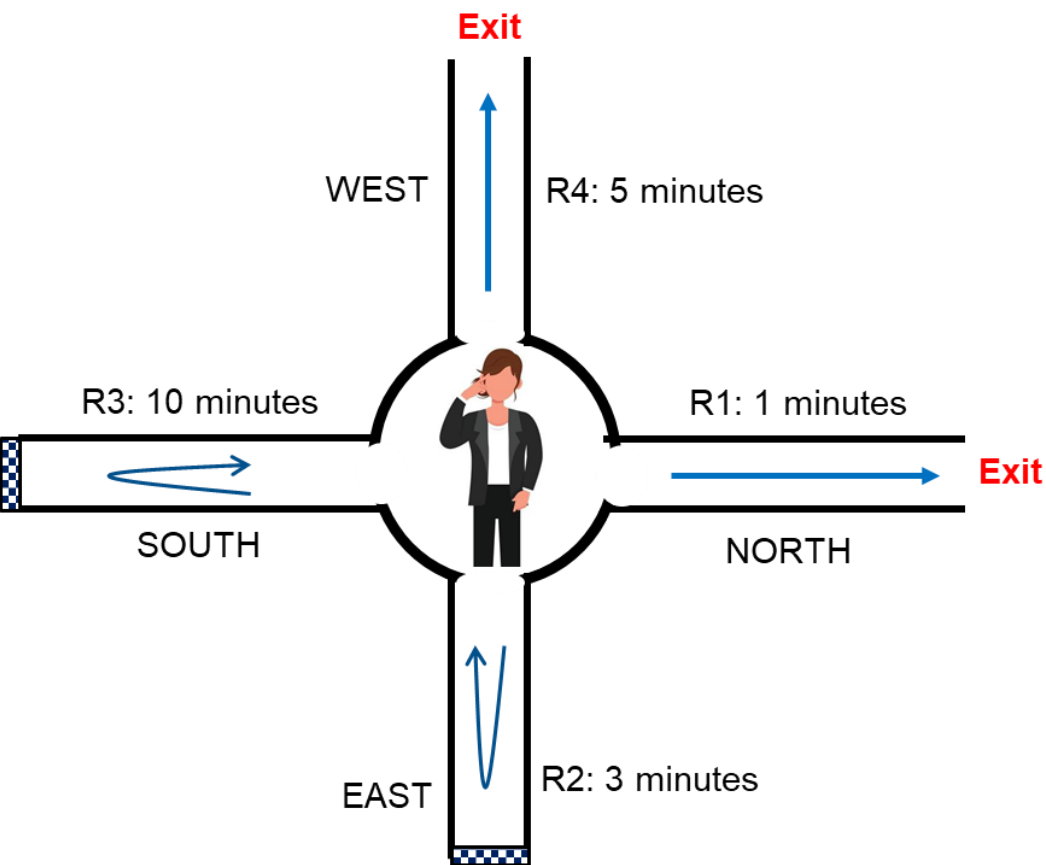 Exit
WEST
R4: 5 minutes
R3: 10 minutes
R1: 1 minutes
Exit
SOUTH
NORTH
EAST
R2: 3 minutes